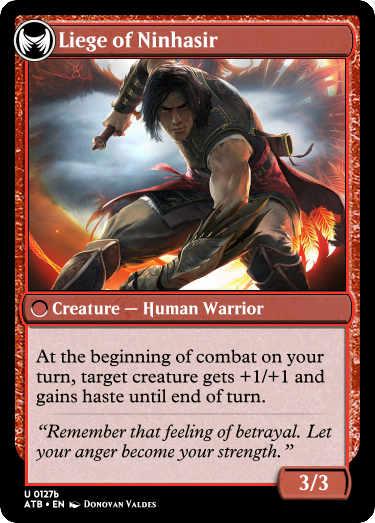 Liege of Ninhasir
Creature — Human Warrior
At the beginning of combat on your
turn, target creature gets +1/+1 and
gains haste until end of turn.
“Remember that feeling of betrayal. Let
your anger become your strength.”
3/3
U 0127b
ATB • EN Donovan Valdes